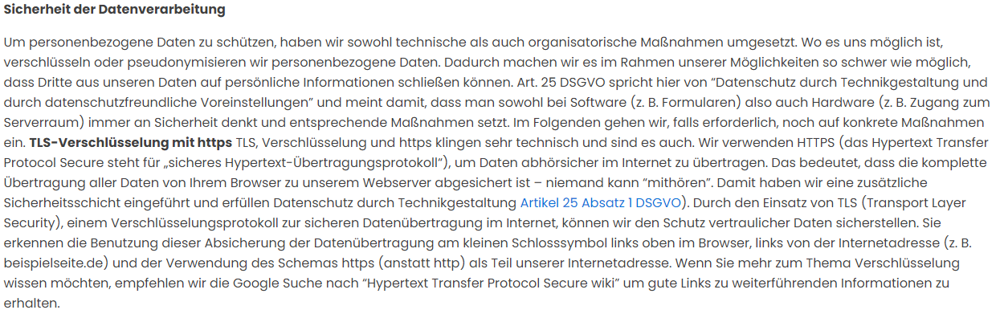 Sicherheit der Datenverarbeitung
Um personenbezogene Daten zu schützen, haben wir sowohl technische als auch organisatorische Maßnahmen umgesetzt. Wo es uns möglich ist,
verschlüsseln oder pseudonymisieren wir personenbezogene Daten. Dadurch machen wir es im Rahmen unserer Möglichkeiten so schwer wie möglich,
dass Dritte aus unseren Daten auf persönliche Informationen schließen können. Art. 25 DSGVO spricht hier von “Datenschutz durch Technikgestaltung und
durch datenschutzfreundliche Voreinstellungen” und meint damit, dass man sowohl bei Software (z. B. Formularen) also auch Hardware (z. B. Zugang zum
Serverraum) immer an Sicherheit denkt und entsprechende Maßnahmen setzt. Im Folgenden gehen wir, falls erforderlich, noch auf konkrete Maßnahmen
ein. TLS-Verschlüsselung mit https TLS, Verschlüsselung und https klingen sehr technisch und sind es auch. Wir verwenden HTTPS (das Hypertext Transfer
Protocol Secure steht für „sicheres Hypertext-Übertragungsprotokoll“), um Daten abhörsicher im Internet zu übertragen. Das bedeutet, dass die komplette
Übertragung aller Daten von Ihrem Browser zu unserem Webserver abgesichert ist – niemand kann “mithören”. Damit haben wir eine zusätzliche
Sicherheitsschicht eingeführt und erfüllen Datenschutz durch Technikgestaltung Artikel 25 Absatz 1 DSGVO). Durch den Einsatz von TLS (Transport Layer
Security), einem Verschlüsselungsprotokoll zur sicheren Datenübertragung im Internet, können wir den Schutz vertraulicher Daten sicherstellen. Sie
erkennen die Benutzung dieser Absicherung der Datenübertragung am kleinen Schlosssymbol links oben im Browser, links von der Internetadresse (z. B.
beispielseite.de) und der Verwendung des Schemas https (anstatt http) als Teil unserer Internetadresse. Wenn Sie mehr zum Thema Verschlüsselung
wissen möchten, empfehlen wir die Google Suche nach “Hypertext Transfer Protocol Secure wiki” um gute Links zu weiterführenden Informationen zu
erhalten.